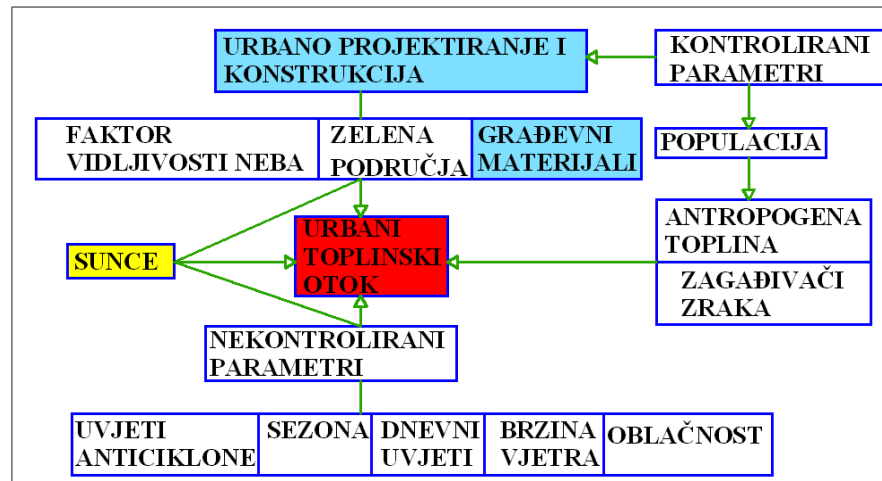 URBANO PROJEKTIRANJE I
KONSTRUKCIJA
KONTROLIRANI
PARAMETRI
FAKTOR
VIDLJIVOSTI NEBA
ZELENA
PODRUČJA
GRAĐEVNI
MATERIJALI
POPULACIJA
SUNCE
URBANI
TOPLINSKI
OTOK
ANTROPOGENA
TOPLINA
ZAGAĐIVAČI
ZRAKA
NEKONTROLIRANI
PARAMETRI
UVJETI
ANTICIKLONE
SEZONA
DNEVNI
UVJETI
BRZINA
VJETRA
OBLAČNOST